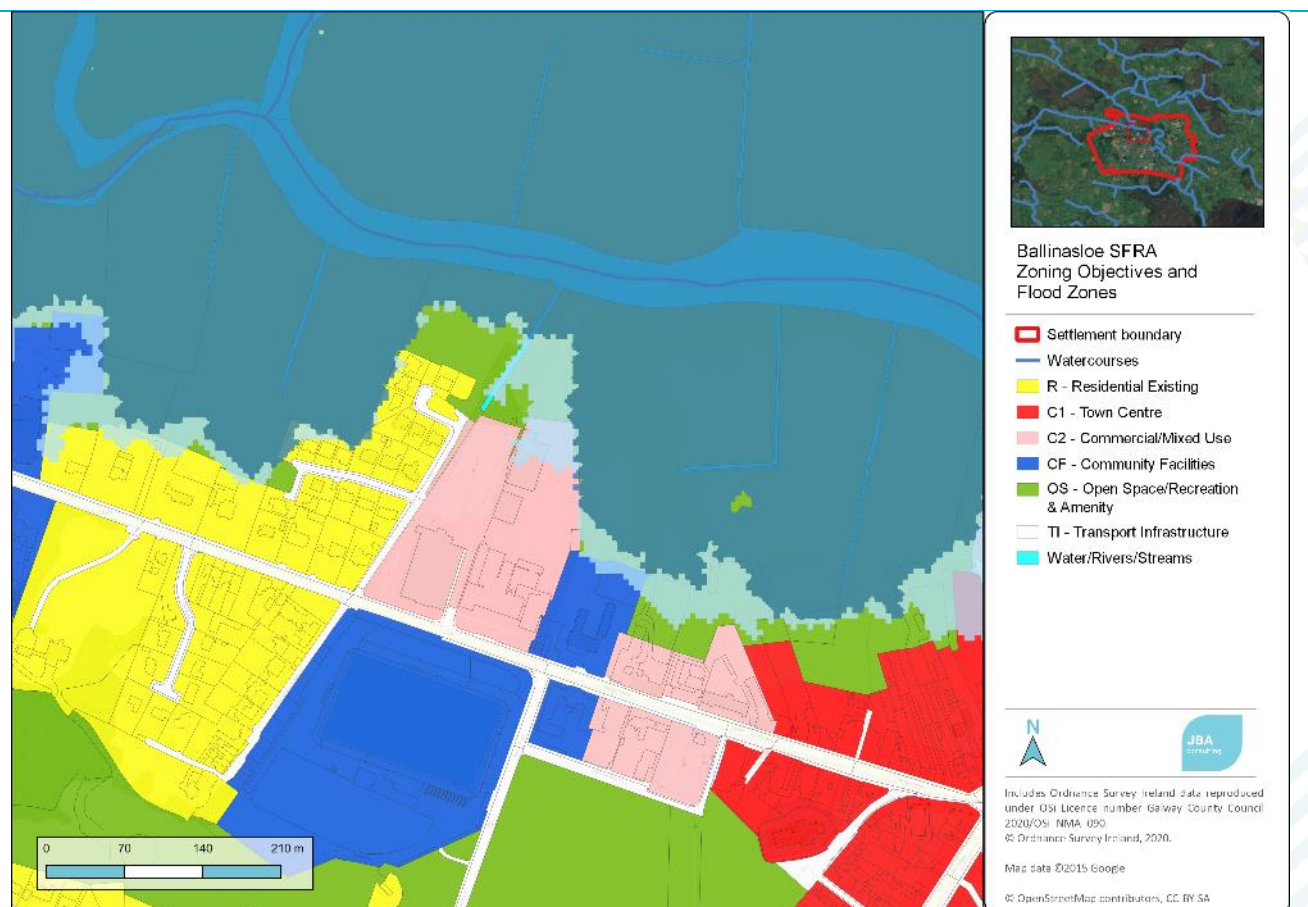 Ballinasloe SFRA
Zoning Objectives and
Flood Zones
Settlement boundary
Watercourses
R - Residential Existing
C1 - Town Centre
C2 - Commercial/Mixed Use
CF - Community Facilities
OS - Open Space/Recreation
& Amenity
TI - Transport Infrastructure
Water/Rivers/Streams
N
JBA
consulting
Includes Ordnance Survey Ireland data reproduced
under OSi Licence number Galway County Council
2020/OSi NMA 090.
© Ordnance Survey Ireland, 2020.
Map data ©2015 Google
© OpenStreetMap contributors, CC BY SA
0 70 140 210 m